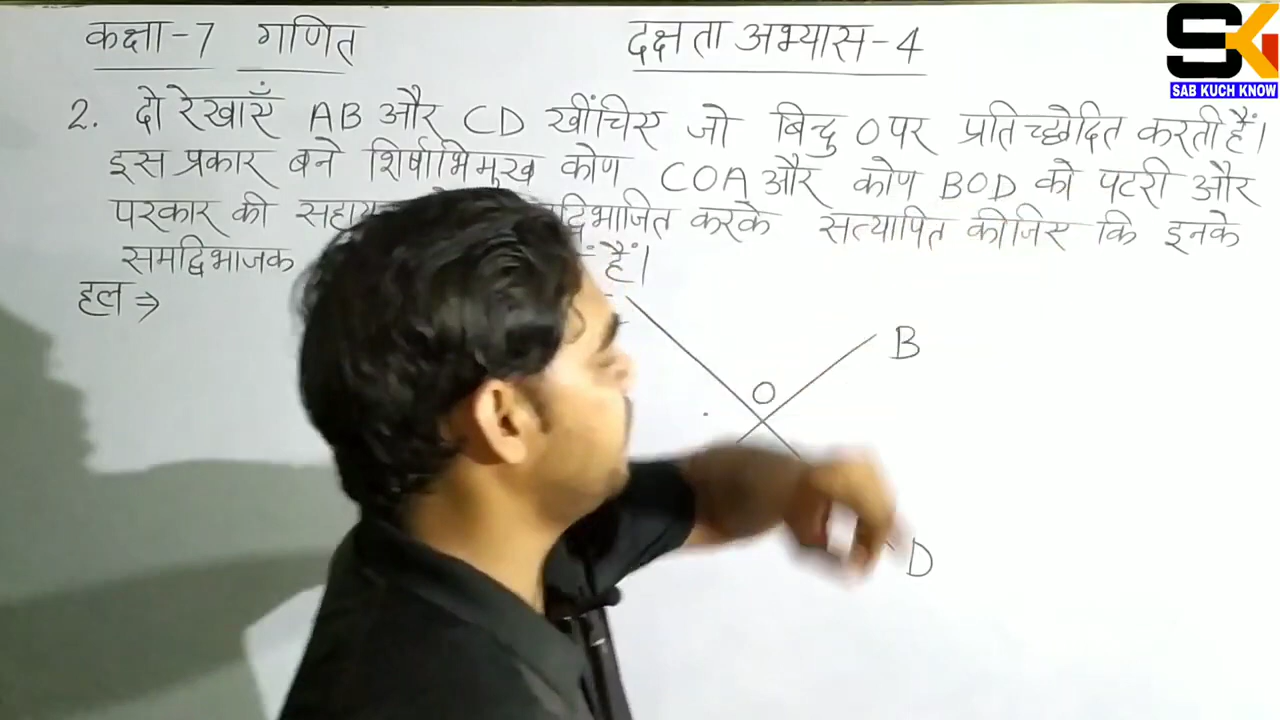 कक्षा-7 गणित
दक्षता अभ्यास-4
SK
SAB KUCH KNOW
2. दो रेखाएँ AB और CD खींचिए जो बिन्दु O पर प्रतिच्छेदित करती हैं।
इस प्रकार बने शिर्षाभिमुख कोण COA और कोण BOD को पटरी और
परकार की करके सत्यापित कीजिए कि इनके
समद्विभाजक हैं।
हल ⇒
B
O
D